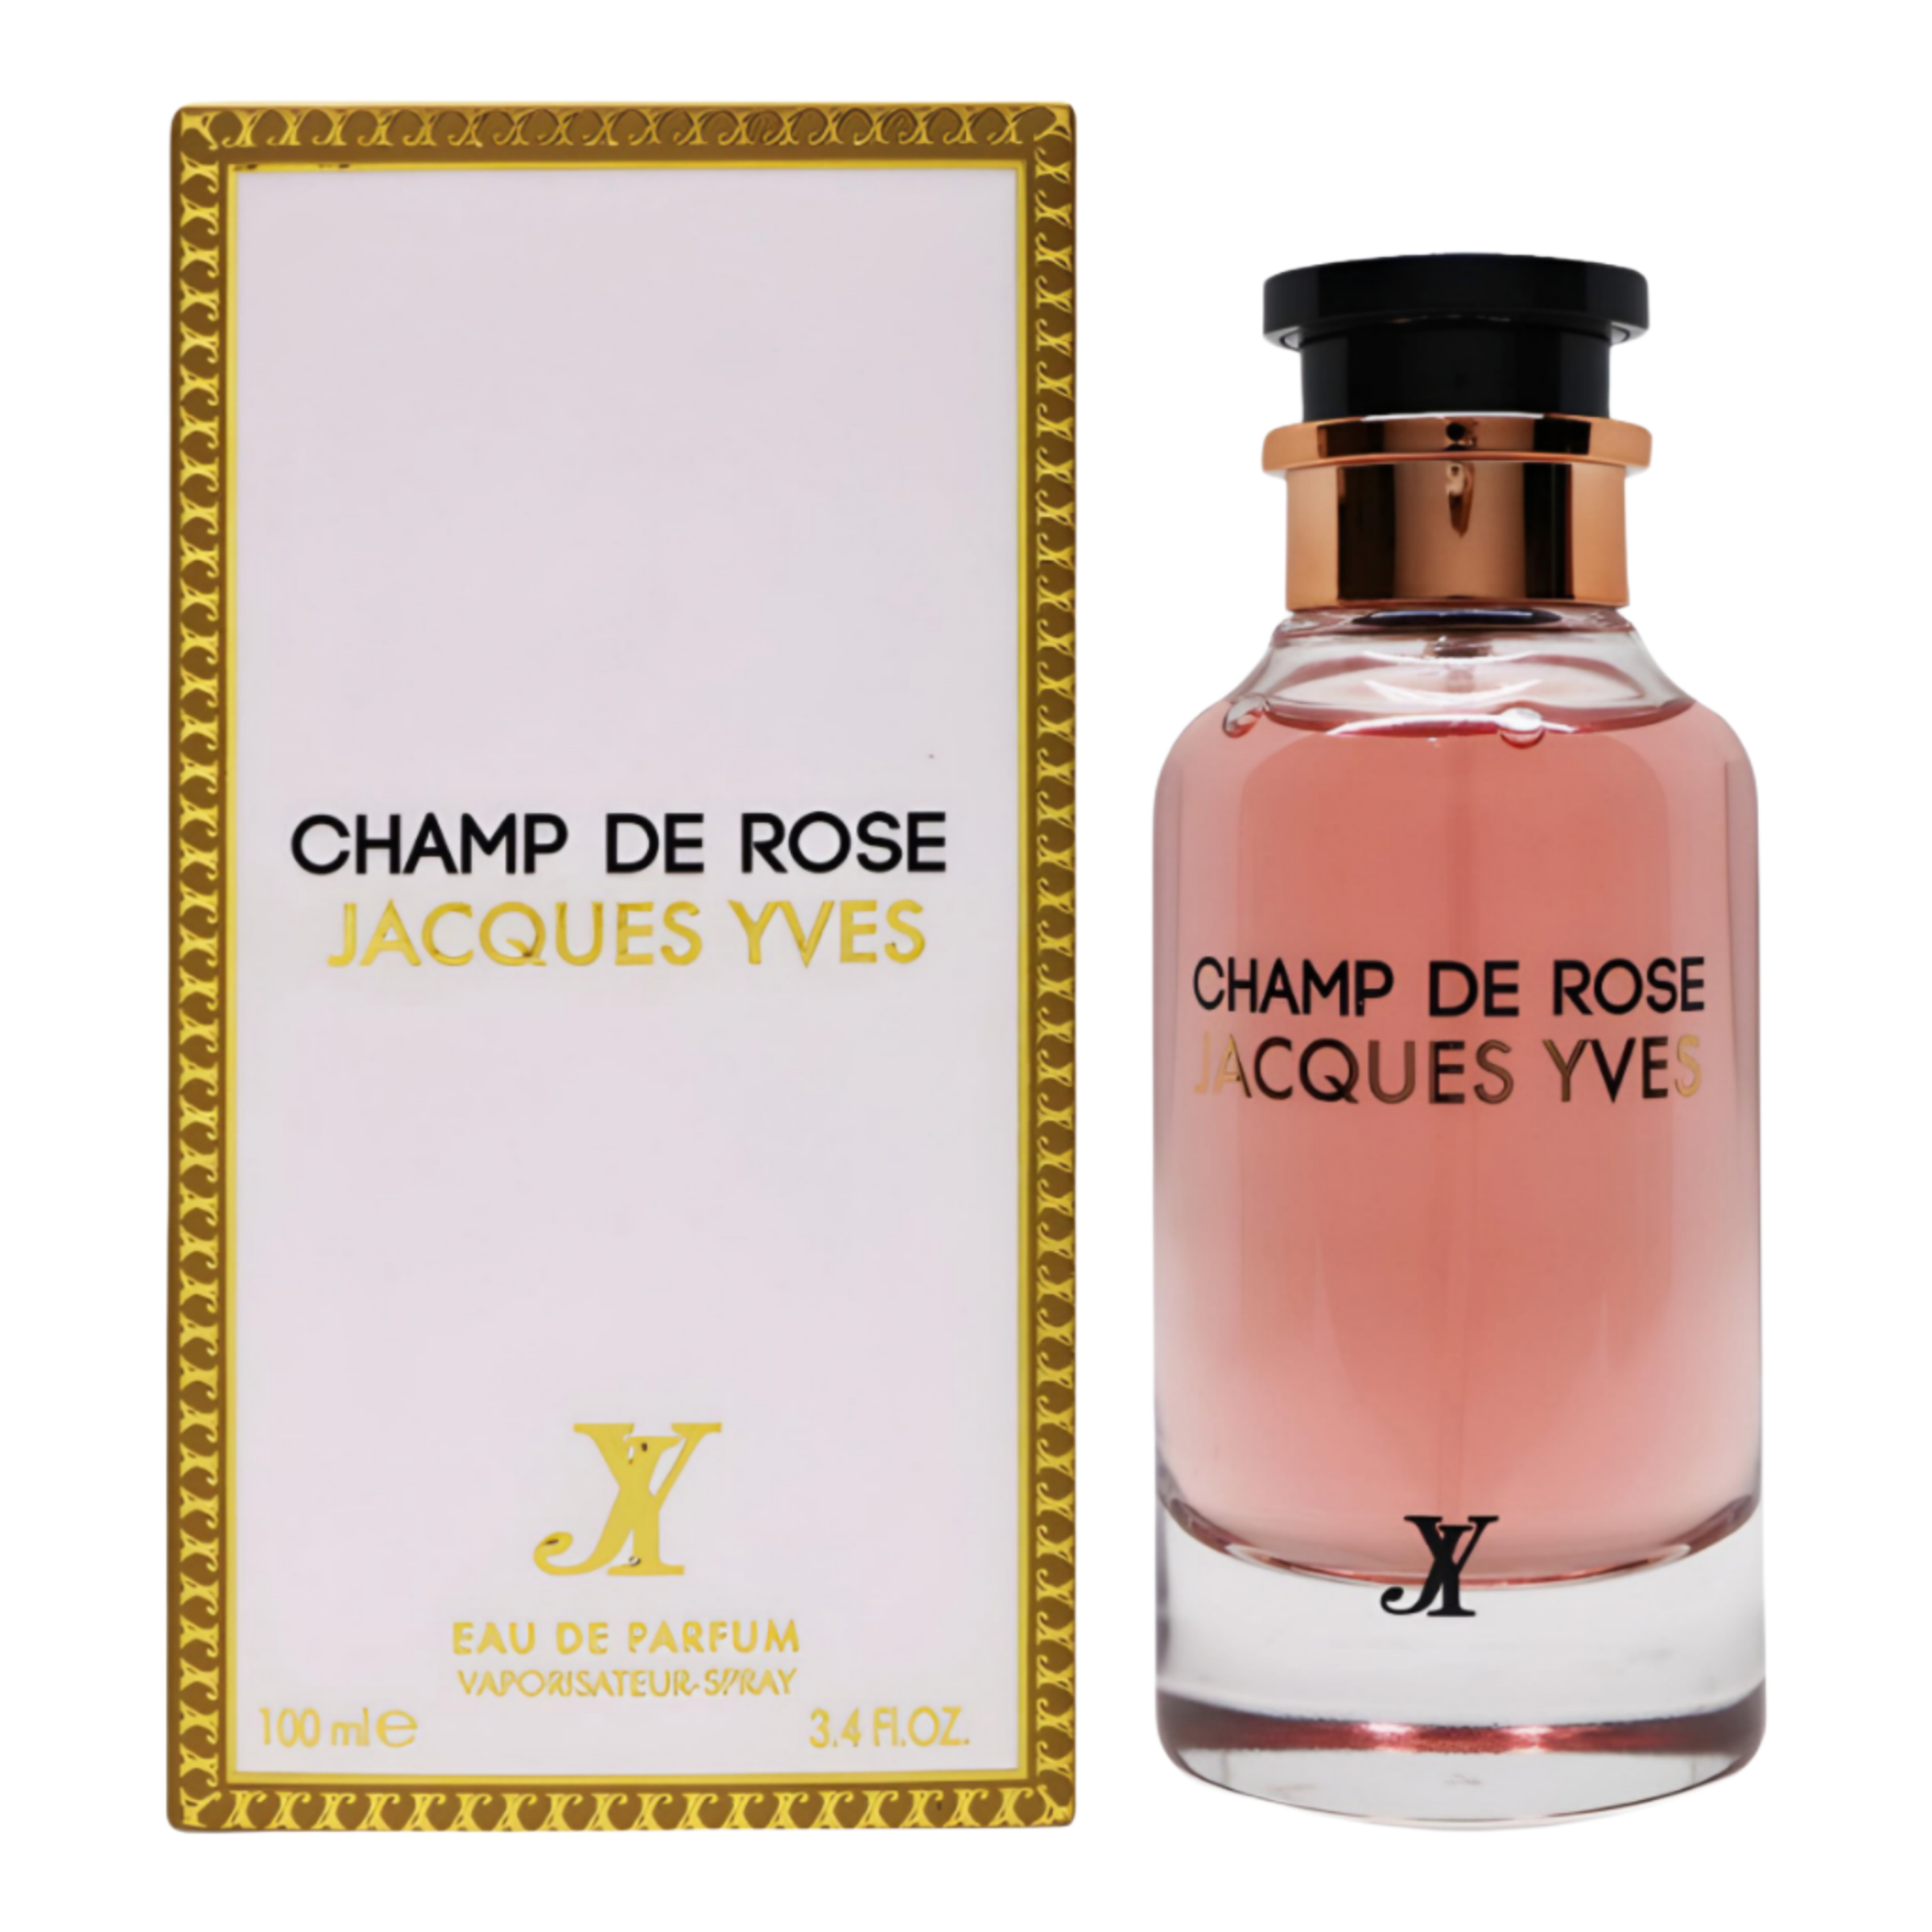 CHAMP DE ROSE
JACQUES YVES
JY
EAU DE PARFUM
VAPORISATEUR-SPRAY
100 ml e
3.4 Fl.OZ.
CHAMP DE ROSE
JACQUES YVES
JY